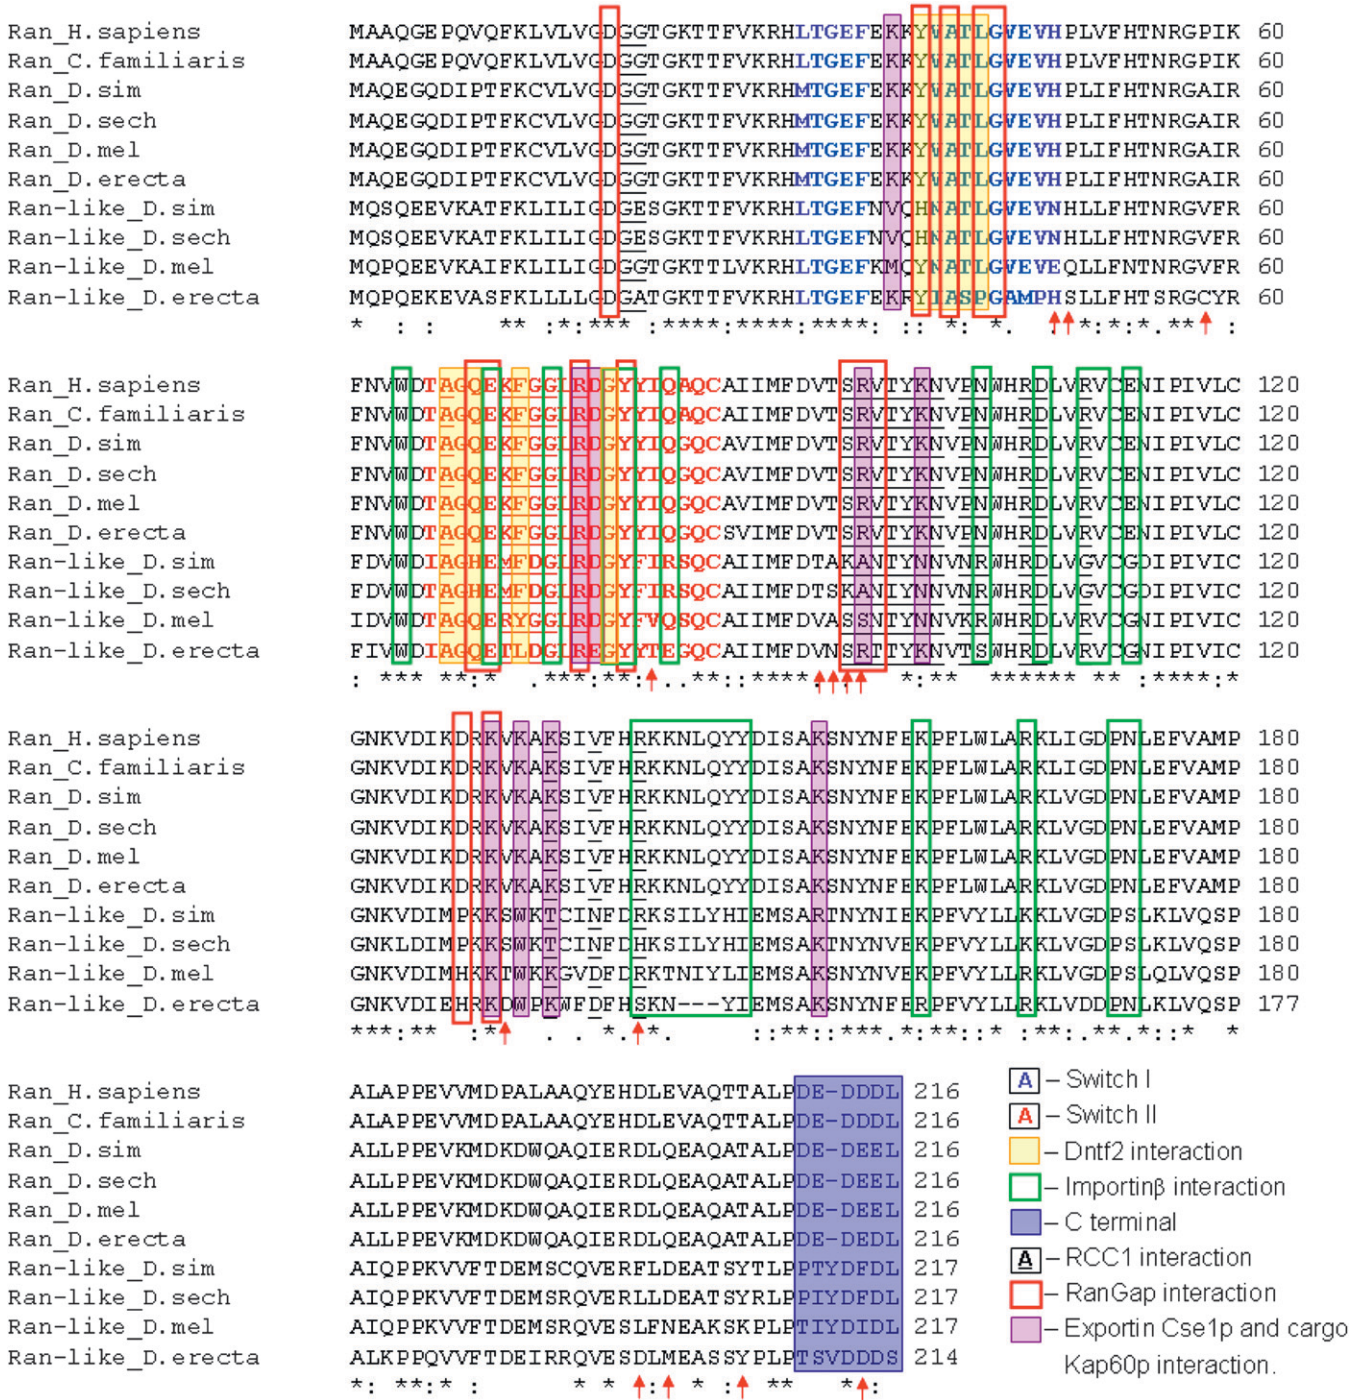 Ran_H.sapiens MAAQGEPQVQFKLVLVGDGGTGKTTFVKRHLTGEFEKKYVATLGVEVHPLVFHTNRGPIK 60
Ran_C.familiaris MAAQGEPQVQFKLVLVGDGGTGKTTFVKRHLTGEFEKKYVATLGVEVHPLVFHTNRGPIK 60
Ran_D.sim MAQEGQDIPTFKCVLVGDGGTGKTTFVKRHMTGEFEKKYVATLGVEVHPLIFHTNRGAIR 60
Ran_D.sech MAQEGQDIPTFKCVLVGDGGTGKTTFVKRHMTGEFEKKYVATLGVEVHPLIFHTNRGAIR 60
Ran_D.mel MAQEGQDIPTFKCVLVGDGGTGKTTFVKRHMTGEFEKKYVATLGVEVHPLIFHTNRGAIR 60
Ran_D.erecta MAQEGQDIPTFKCVLVGDGGTGKTTFVKRHMTGEFEKKYVATLGVEVHPLIFHTNRGAIR 60
Ran-like_D.sim MQSQEEVKATFKLILIGDGESGKTTFVKRHLTGEFNVQHNATLGVEVNHLLFHTNRGVFR 60
Ran-like_D.sech MQSQEEVKATFKLILIGDGESGKTTFVKRHLTGEFNVQHNATLGVEVNHLLFHTNRGVFR 60
Ran-like_D.mel MQPQEEVKAIFKLILIGDGGTGKTTLVKRHLTGEFKMQYNATLGVEVEQLLFNTNRGVFR 60
Ran-like_D.erecta MQPQEKEVASFKLLLLGDGATGKTTFVKRHLTGEFEKRYIASPGAMPHSLLFHTSRGCYR 60
* : : ** :*:** :****:****:**** :: *: *. . :*:*:*.** :
Ran_H.sapiens FNVWDTAGQEKFGGLRDGYYIQAQCAIIMFDVTSRVTYKNVPNWHRDLVRVCENIPIVLC 120
Ran_C.familiaris FNVWDTAGQEKFGGLRDGYYIQAQCAIIMFDVTSRVTYKNVPNWHRDLVRVCENIPIVLC 120
Ran_D.sim FNVWDTAGQEKFGGLRDGYYIQGQCAVIMFDVTSRVTYKNVPNWHRDLVRVCENIPIVLC 120
Ran_D.sech FNVWDTAGQEKFGGLRDGYYIQGQCAVIMFDVTSRVTYKNVPNWHRDLVRVCENIPIVLC 120
Ran_D.mel FNVWDTAGQEKFGGLRDGYYIQGQCAVIMFDVTSRVTYKNVPNWHRDLVRVCENIPIVLC 120
Ran_D.erecta FNVWDTAGQEKFGGLRDGYYIQGQCSVIMFDVTSRVTYKNVPNWHRDLVRVCENIPIVLC 120
Ran-like_D.sim FDVWDIAGHEMFDGLRDGYFIRSQCAIIMFDTAKANTYNNVNRWHRDLVGVCGDIPIVIC 120
Ran-like_D.sech FDVWDTAGHEMFDGLRDGYFIRSQCAIIMFDTSKANIYNNVNRWHRDLVGVCGDIPIVIC 120
Ran-like_D.mel IDVWDTAGQERYGGLRDGYFVQSQCAIIMFDVASSNTYNNVKRWHRDLVRVCGNIPIVIC 120
Ran-like_D.erecta FIVWDTAGQETLDGLREGYYTEGQCAIIMFDVNSRTTYKNVTSWHRDLVRVCGNIPIVLC 120
: *** **:* .***:**: ..**::*****. . *:** ****** ** :****:*
Ran_H.sapiens GNKVDIKDRKVKAKSIVFHRKKNLQYYDISAKSNYNFEKPFLWLARKLIGDPNLEFVAMP 180
Ran_C.familiaris GNKVDIKDRKVKAKSIVFHRKKNLQYYDISAKSNYNFEKPFLWLARKLIGDPNLEFVAMP 180
Ran_D.sim GNKVDIKDRKVKAKSIVFHRKKNLQYYDISAKSNYNFEKPFLWLARKLVGDPNLEFVAMP 180
Ran_D.sech GNKVDIKDRKVKAKSIVFHRKKNLQYYDISAKSNYNFEKPFLWLARKLVGDPNLEFVAMP 180
Ran_D.mel GNKVDIKDRKVKAKSIVFHRKKNLQYYDISAKSNYNFEKPFLWLARKLVGDPNLEFVAMP 180
Ran_D.erecta GNKVDIKDRKVKAKSIVFHRKKNLQYYDISAKSNYNFEKPFLWLARKLVGDPNLEFVAMP 180
Ran-like_D.sim GNKVDIMPKKSWKTCINFDRKSILYHIEMSARTNYNIEKPFVYLLKKLVGDPSLKLVQSP 180
Ran-like_D.sech GNKLDIMPKKSWKTCINFDHKSILYHIEMSAKTNYNVEKPFVYLLKKLVGDPSLKLVQSP 180
Ran-like_D.mel GNKVDIMHKKTWKKGVDFDRKTNIYLIEMSAKSNYNVEKPFVYLLRKLVGDPSLQLVQSP 180
Ran-like_D.erecta GNKVDIEHRKDWPKWFDFHSKN---YIEMSAKSNYNFERPFVYLLRKLVDDPNLKLVQSP 177
***:** :* . . *. *. ::**::***.*:**::* :**:.**.*::* *
Ran_H.sapiens ALAPPEVVMDPALAAQYEHDLEVAQTTALPDE-DDDL 216
Ran_C.familiaris ALAPPEVVMDPALAAQYEHDLEVAQTTALPDE-DDDL 216
Ran_D.sim ALLPPEVKMDKDWQAQIERDLQEAQATALPDE-DEEL 216
Ran_D.sech ALLPPEVKMDKDWQAQIERDLQEAQATALPDE-DEEL 216
Ran_D.mel ALLPPEVKMDKDWQAQIERDLQEAQATALPDE-DEEL 216
Ran_D.erecta ALLPPEVKMDKDWQAQIERDLQEAQATALPDE-DEDL 216
Ran-like_D.sim AIQPPKVVFTDEMSCQVERFLDEATSYTLPPTYDFDL 217
Ran-like_D.sech AIQPPKVVFTDEMSRQVERLLDEATSYRLPPIYDFDL 217
Ran-like_D.mel AIQPPKVVFTDEMSRQVESLFNEAKSKPLPTIYDIDL 217
Ran-like_D.erecta ALKPPQVVFTDEIRRQVESDLMEASSYPLPTSVDDDS 214
*: **:* : * * : * : ** * :
A – Switch I
A – Switch II
– Dntf2 interaction
– Importinβ interaction
– C terminal
A – RCC1 interaction
– RanGap interaction
– Exportin Cse1p and cargo
Kap60p interaction.